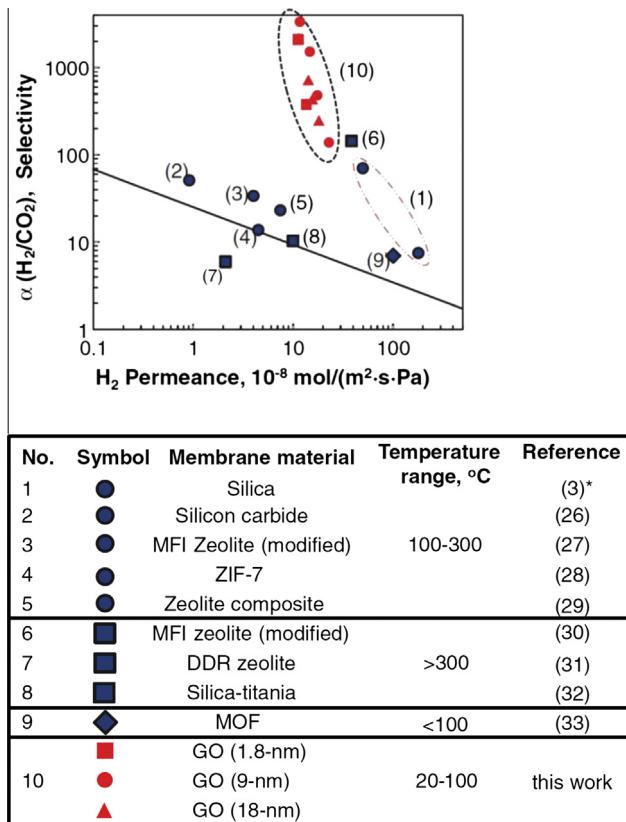 α (H₂/CO₂), Selectivity
1000
100
10
1
(10)
(6)
(2)
(3)
(5)
(1)
(4)
(8)
(9)
(7)
0.1 1 10 100
H₂ Permeance, 10⁻⁸ mol/(m²·s·Pa)
No. Symbol Membrane material Temperature range, °C Reference
1 Silica (3)*
2 Silicon carbide (26)
3 MFI Zeolite (modified) 100-300 (27)
4 ZIF-7 (28)
5 Zeolite composite (29)
6 MFI zeolite (modified) (30)
7 DDR zeolite >300 (31)
8 Silica-titania (32)
9 MOF <100 (33)
GO (1.8-nm)
10 GO (9-nm) 20-100 this work
GO (18-nm)